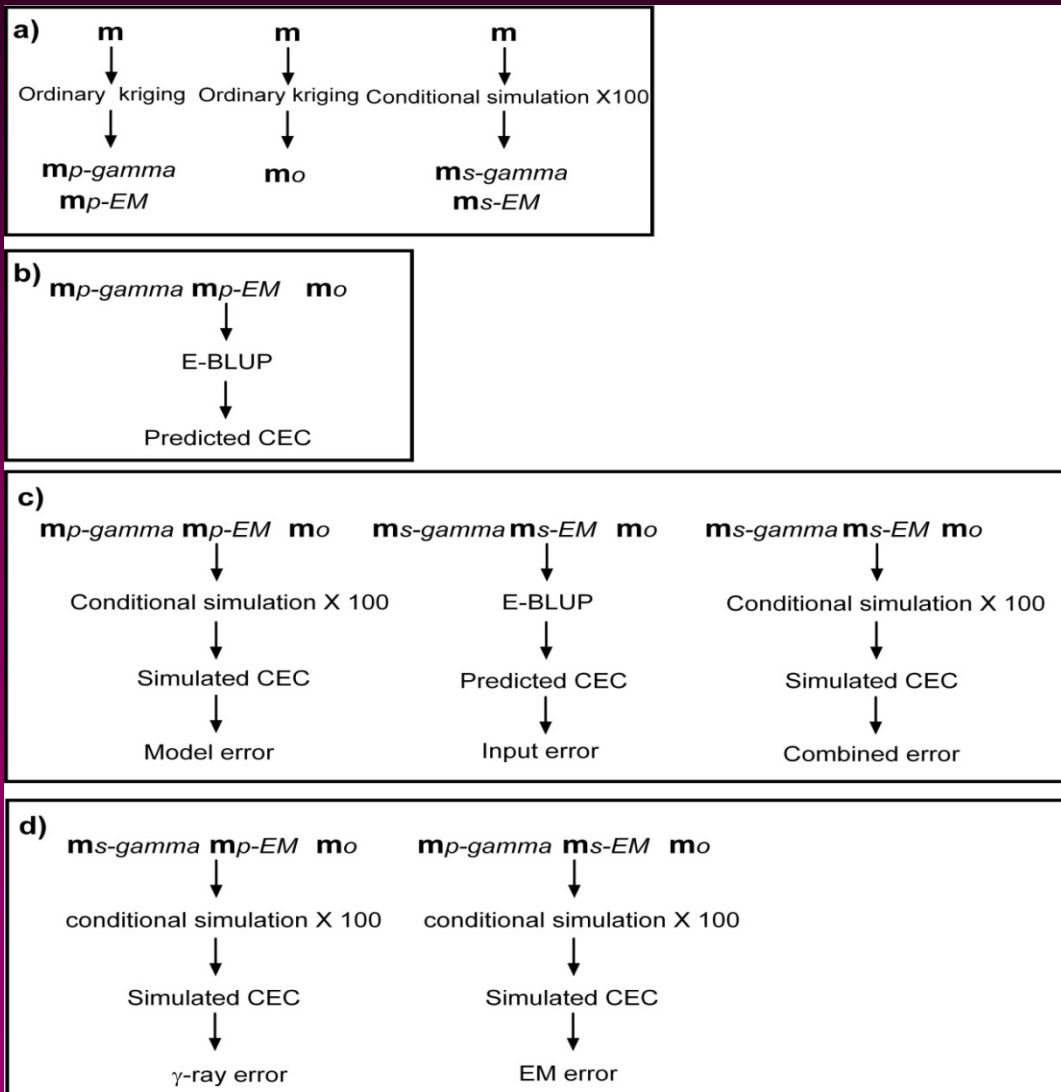 a)
m m m
Ordinary kriging Ordinary kriging Conditional simulation X100
mp-gamma mo ms-gamma
mp-EM ms-EM
b)
mp-gamma mp-EM mo
E-BLUP
Predicted CEC
c)
mp-gamma mp-EM mo ms-gamma ms-EM mo ms-gamma ms-EM mo
Conditional simulation X 100 E-BLUP Conditional simulation X 100
Simulated CEC Predicted CEC Simulated CEC
Model error Input error Combined error
d)
ms-gamma mp-EM mo mp-gamma ms-EM mo
conditional simulation X 100 conditional simulation X 100
Simulated CEC Simulated CEC
γ-ray error EM error